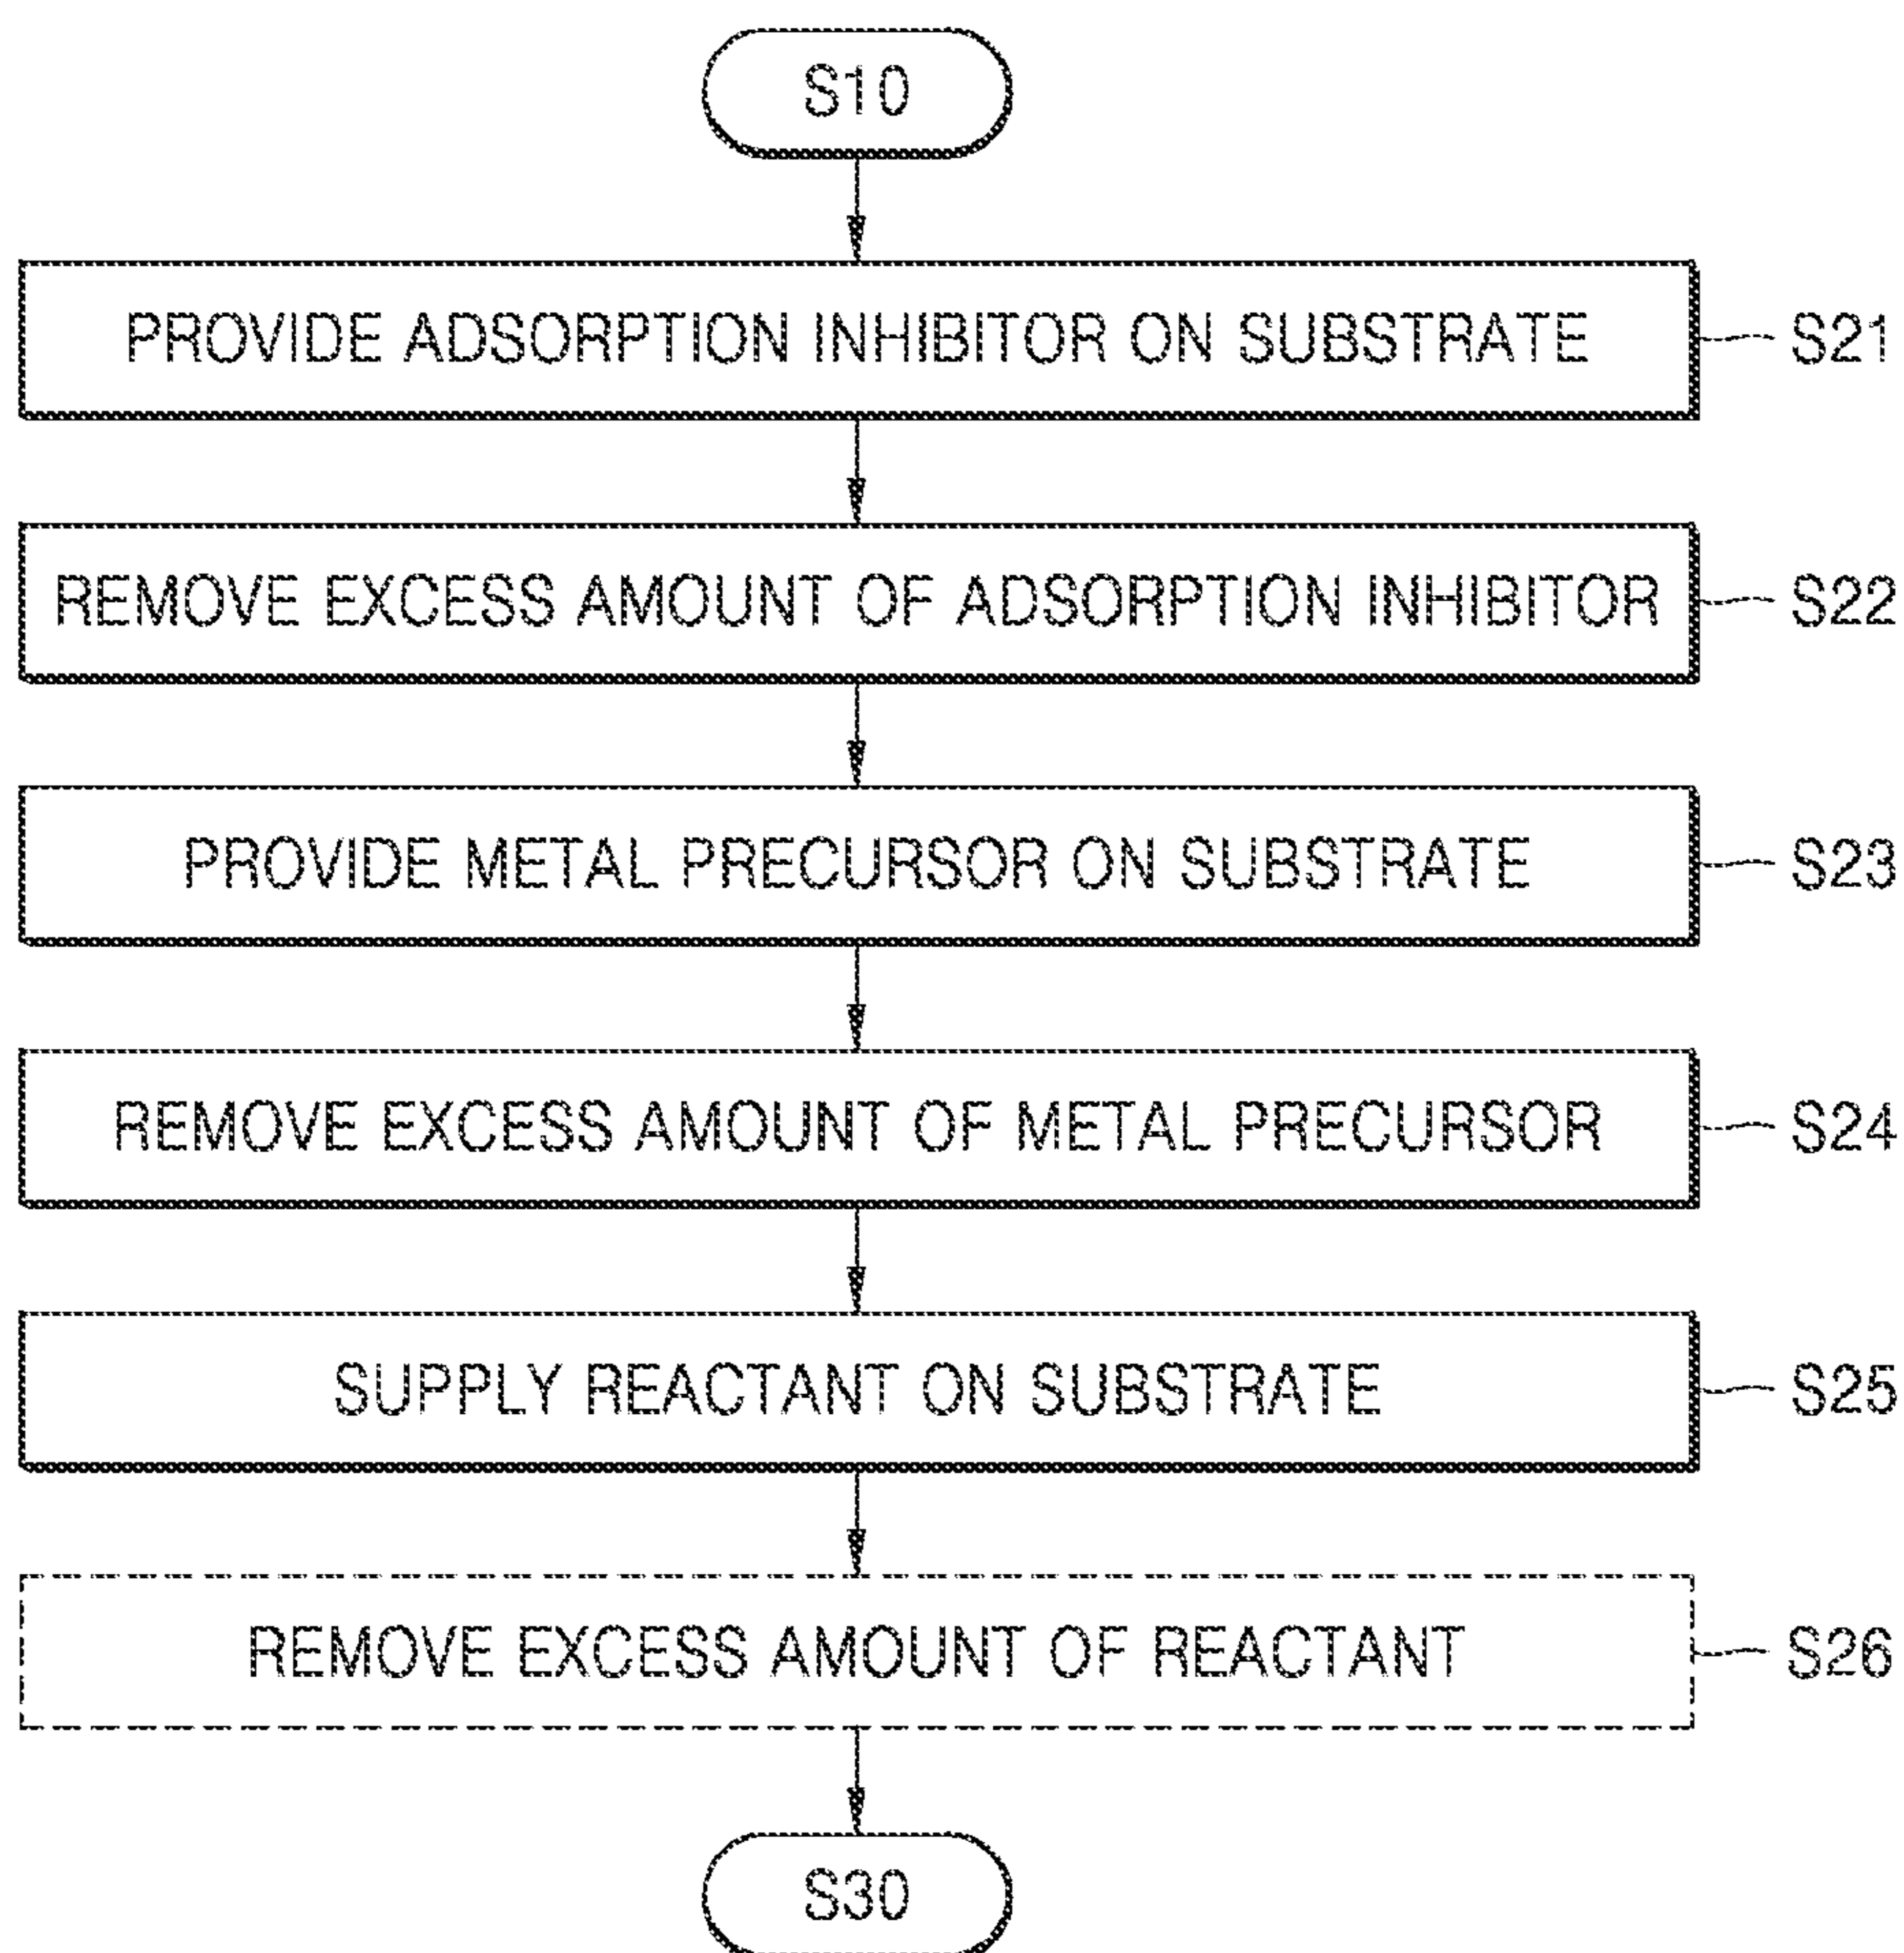 S10
PROVIDE ADSORPTION INHIBITOR ON SUBSTRATE S21
REMOVE EXCESS AMOUNT OF ADSORPTION INHIBITOR S22
PROVIDE METAL PRECURSOR ON SUBSTRATE S23
REMOVE EXCESS AMOUNT OF METAL PRECURSOR S24
SUPPLY REACTANT ON SUBSTRATE S25
REMOVE EXCESS AMOUNT OF REACTANT S26
S30